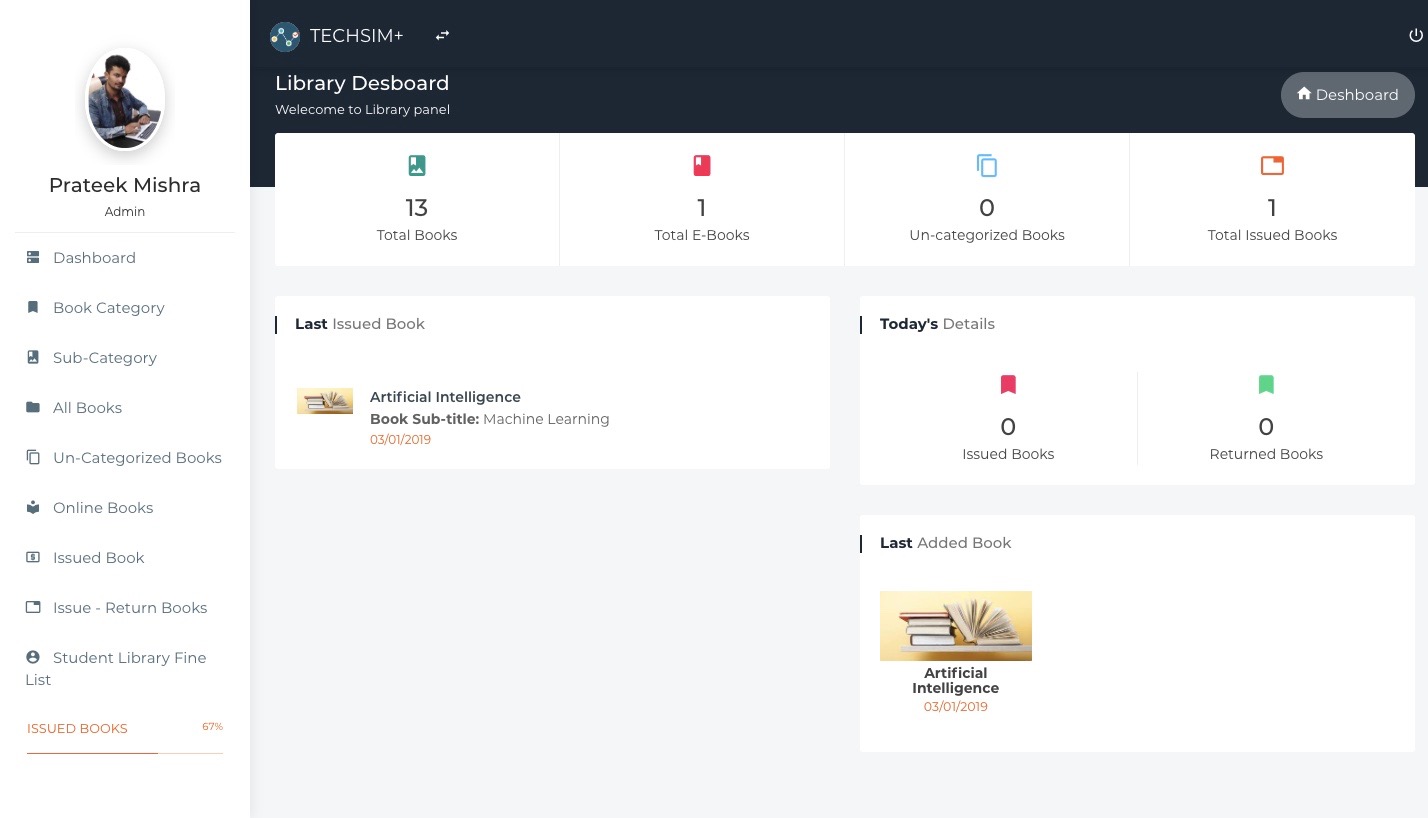 TECHSIM+
Library Desboard
Welecome to Library panel
Deshboard
Prateek Mishra
Admin
Dashboard
Book Category
Sub-Category
All Books
Un-Categorized Books
Online Books
Issued Book
Issue - Return Books
Student Library Fine
List
ISSUED BOOKS 67%
13
Total Books
1
Total E-Books
0
Un-categorized Books
1
Total Issued Books
Last Issued Book
Artificial Intelligence
Book Sub-title: Machine Learning
03/01/2019
Today's Details
0
Issued Books
0
Returned Books
Last Added Book
Artificial
Intelligence
03/01/2019